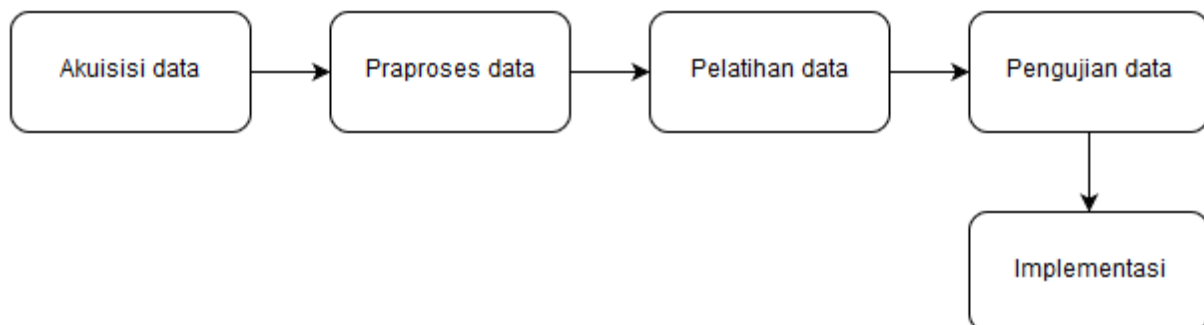 Akuisisi data
Praproses data
Pelatihan data
Pengujian data
Implementasi